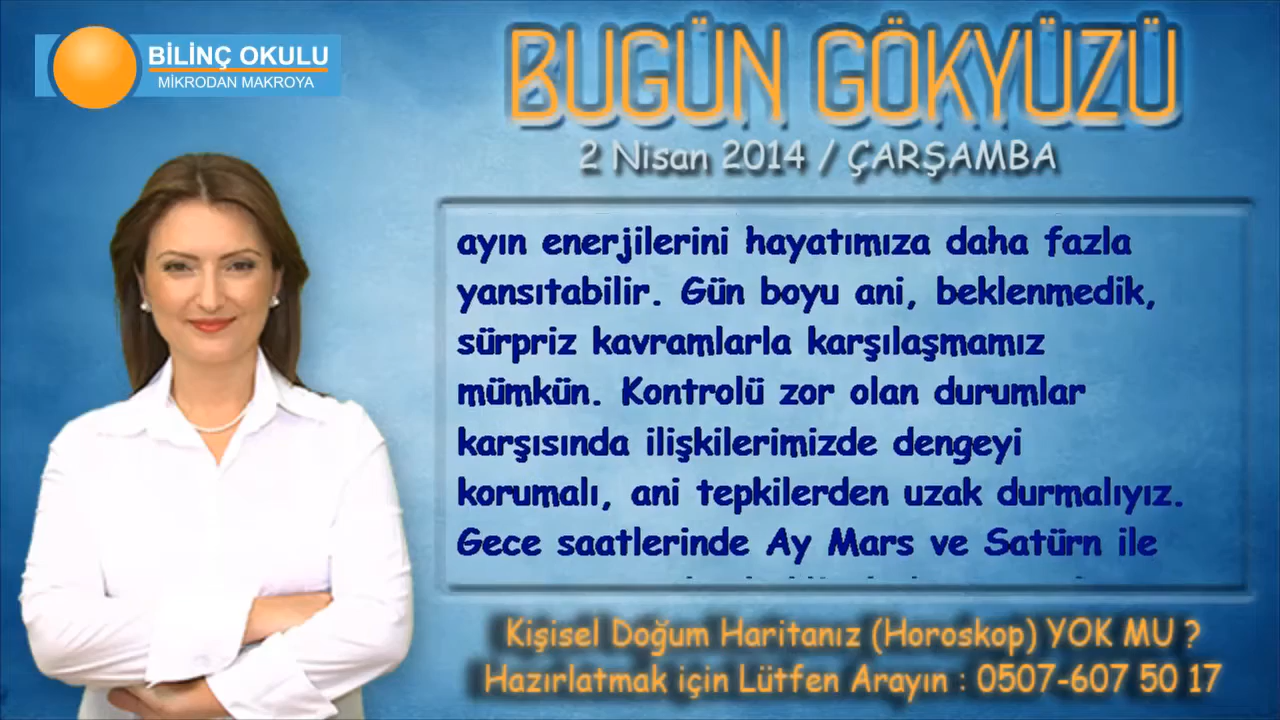 BİLİNÇ OKULU
MİKRODAN MAKROYA
BUGÜN GÖKYÜZÜ
2 Nisan 2014 / ÇARŞAMBA
ayın enerjilerini hayatımıza daha fazla
yansıtabilir. Gün boyu ani, beklenmedik,
sürpriz kavramlarla karşılaşmamız
mümkün. Kontrolü zor olan durumlar
karşısında ilişkilerimizde dengeyi
korumalı, ani tepkilerden uzak durmalıyız.
Gece saatlerinde Ay Mars ve Satürn ile
Kişisel Doğum Haritanız (Horoskop) YOK MU ?
Hazırlatmak için Lütfen Arayın : 0507-607 50 17